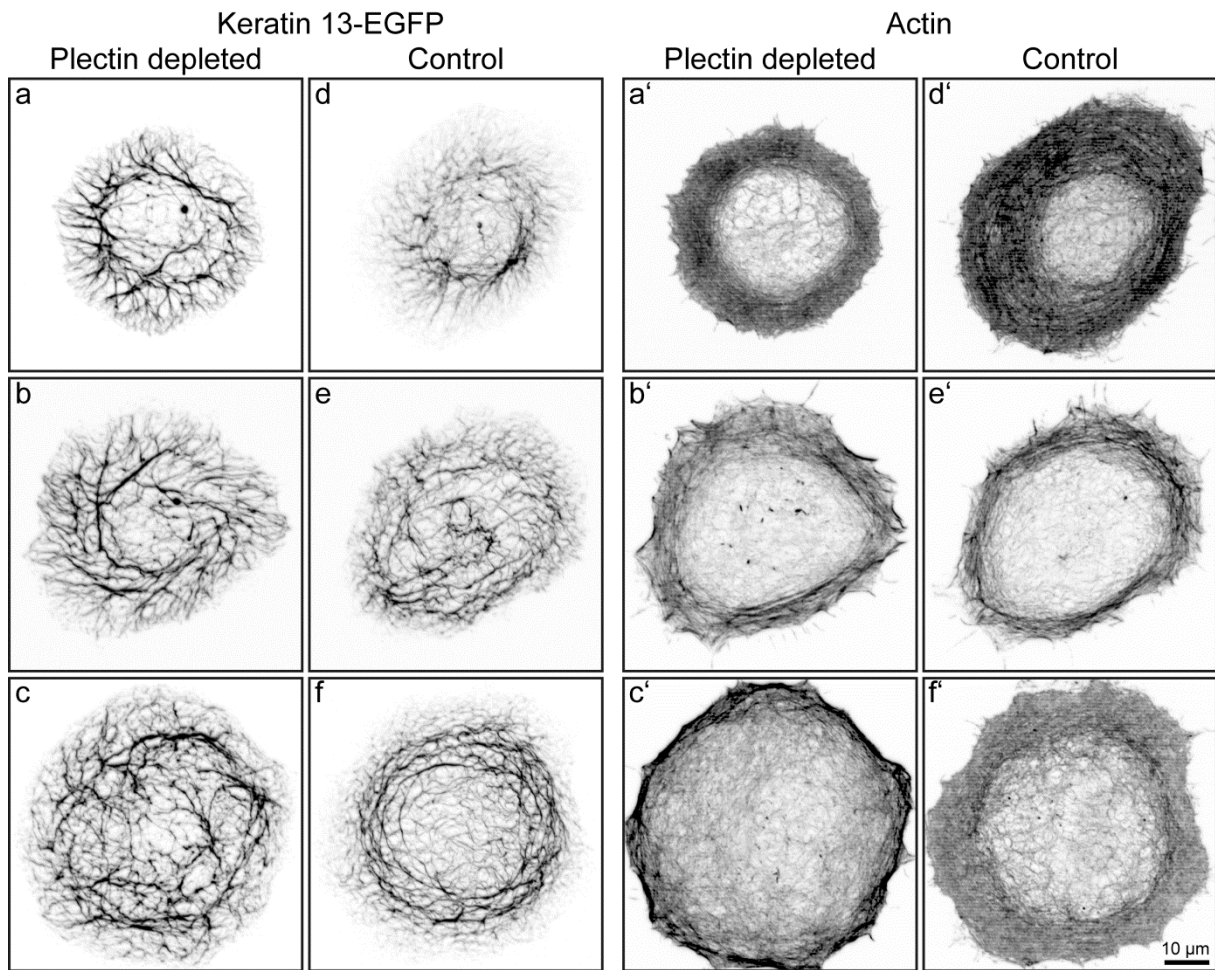 Keratin 13-EGFP Actin
Plectin depleted Control Plectin depleted Control
a d a‘ d‘
b e b‘ e‘
c f c‘ f‘
10 µm